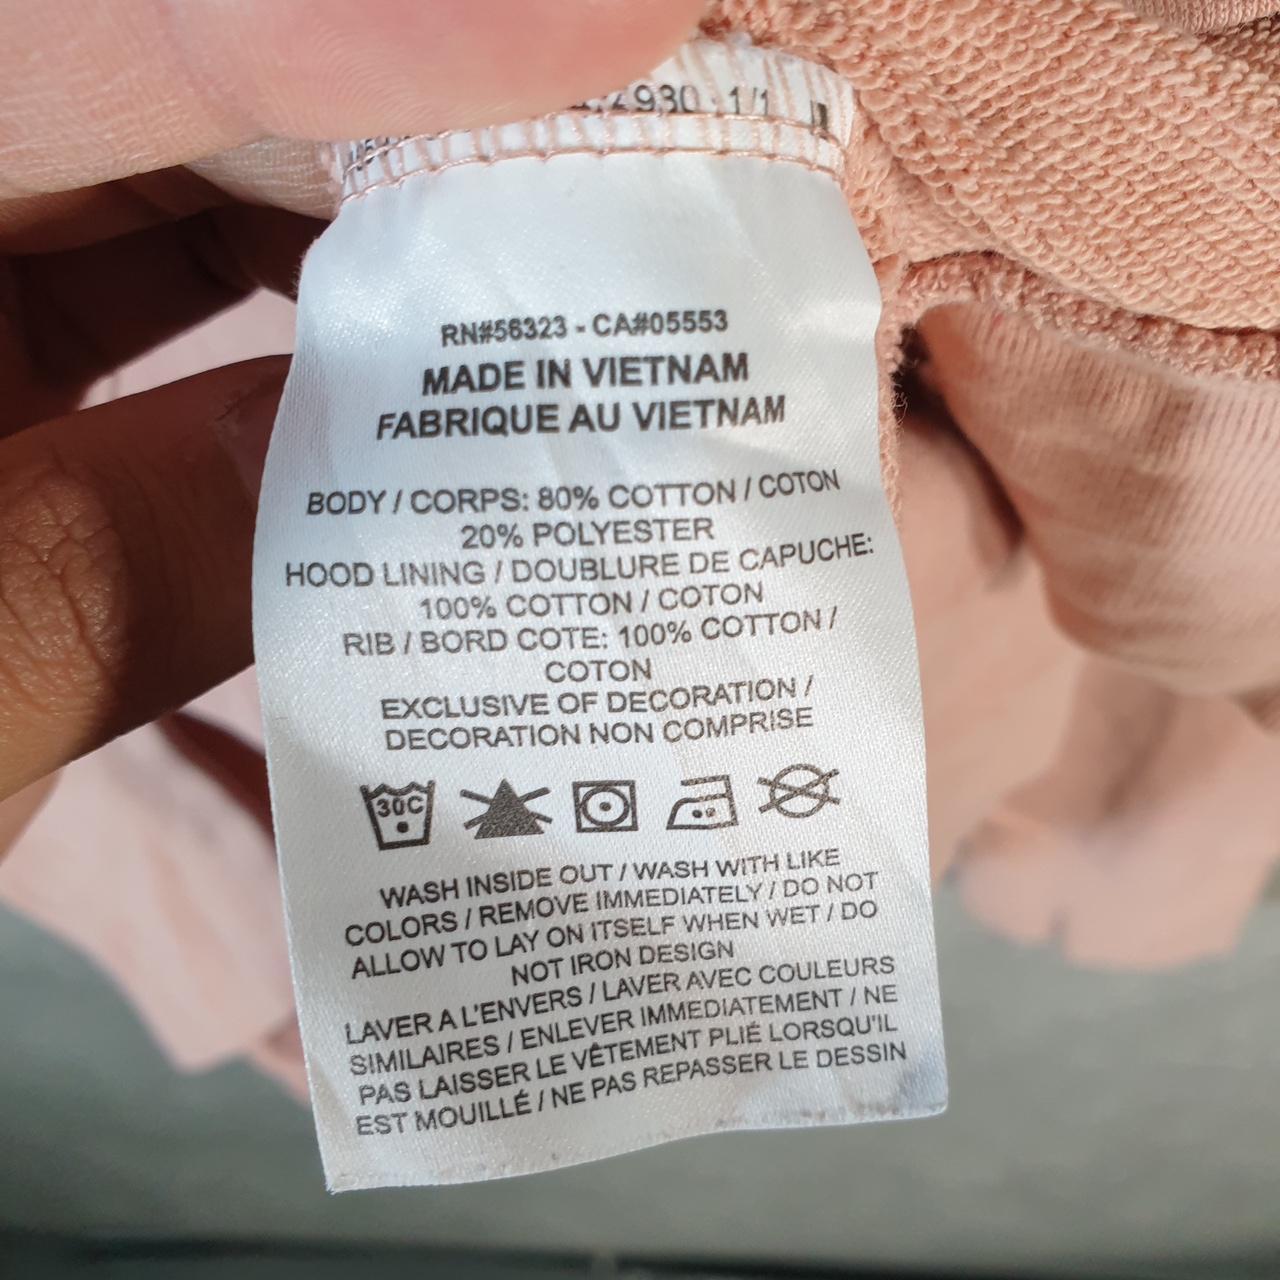 930 1/1
RN#56323 - CA#05553
MADE IN VIETNAM
FABRIQUE AU VIETNAM
BODY / CORPS: 80% COTTON / COTON
20% POLYESTER
HOOD LINING / DOUBLURE DE CAPUCHE:
100% COTTON / COTON
RIB / BORD COTE: 100% COTTON /
COTON
EXCLUSIVE OF DECORATION /
DECORATION NON COMPRISE
30C
WASH INSIDE OUT / WASH WITH LIKE
COLORS / REMOVE IMMEDIATELY / DO NOT
ALLOW TO LAY ON ITSELF WHEN WET / DO
NOT IRON DESIGN
LAVER A L'ENVERS / LAVER AVEC COULEURS
SIMILAIRES / ENLEVER IMMEDIATEMENT / NE
PAS LAISSER LE VÊTEMENT PLIÉ LORSQU'IL
EST MOUILLÉ / NE PAS REPASSER LE DESSIN